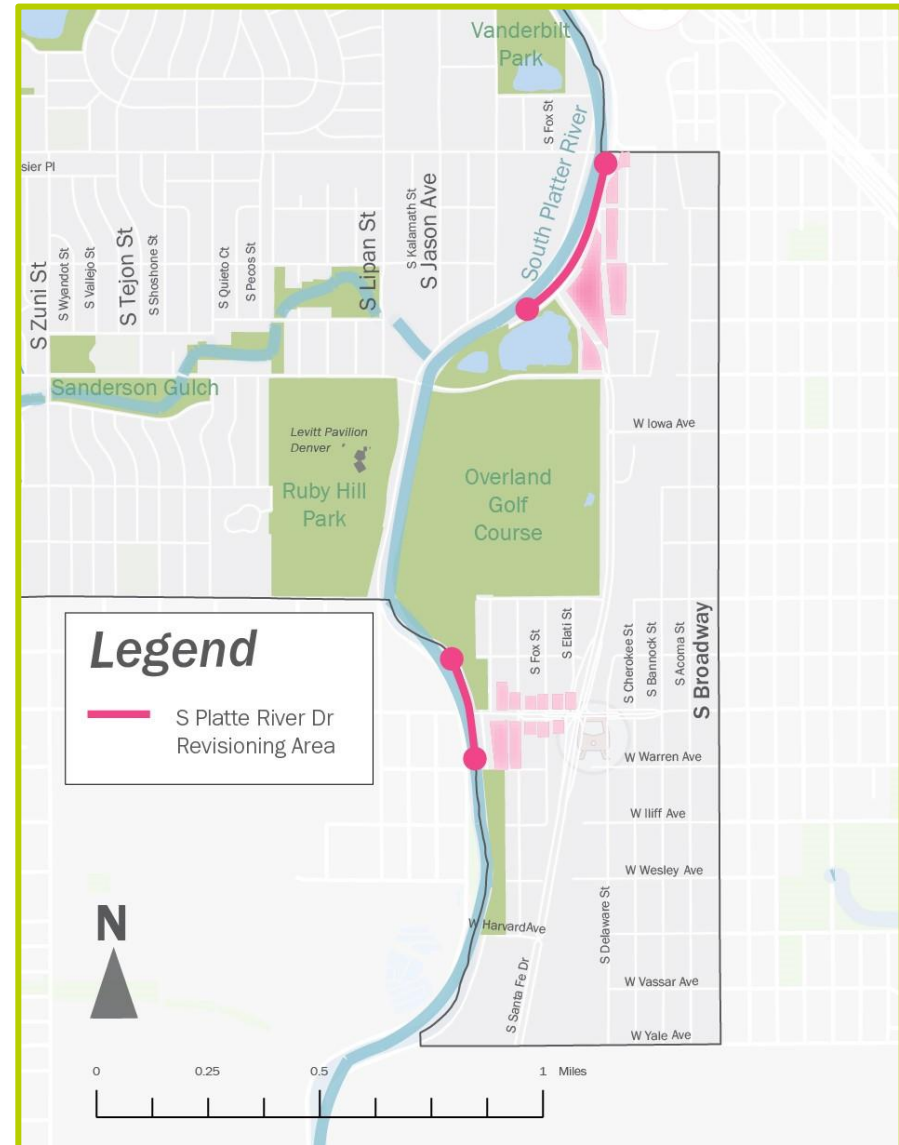 Vanderbilt
Park
S Fox St
South Platter River
sier Pl
S Zuni St
S Wyandot St
S Vallejo St
S Tejon St
S Shoshone St
S Quieto Ct
S Pecos St
S Lipan St
S Kalamath St
S Jason Ave
Sanderson Gulch
W Iowa Ave
Levitt Pavilion
Denver
Ruby Hill
Park
Overland
Golf
Course
Legend
S Platte River Dr
Revisioning Area
S Fox St
S Elati St
S Cherokee St
S Bannock St
S Acoma St
S Broadway
W Warren Ave
W Iliff Ave
W Wesley Ave
W HarvardAve
S Delaware St
S Santa Fe Dr
W Vassar Ave
W Yale Ave
N
0 0.25 0.5 1 Miles